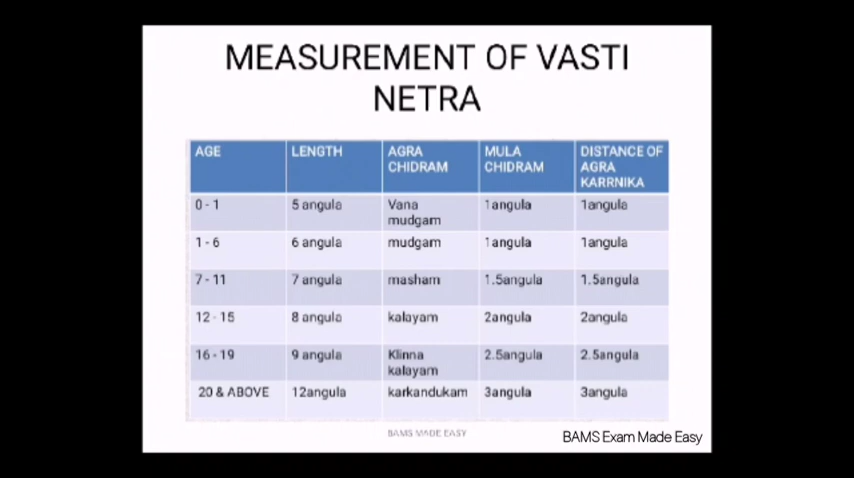 MEASUREMENT OF VASTI
NETRA
AGE LENGTH AGRA CHIDRAM MULA CHIDRAM DISTANCE OF AGRA KARRNIKA
0 - 1 5 angula Vana mudgam 1angula 1angula
1 - 6 6 angula mudgam 1angula 1angula
7 - 11 7 angula masham 1.5angula 1.5angula
12 - 15 8 angula kalayam 2angula 2angula
16 - 19 9 angula Klinna kalayam 2.5angula 2.5angula
20 & ABOVE 12angula karkandukam 3angula 3angula
BAMS MADE EASY
BAMS Exam Made Easy